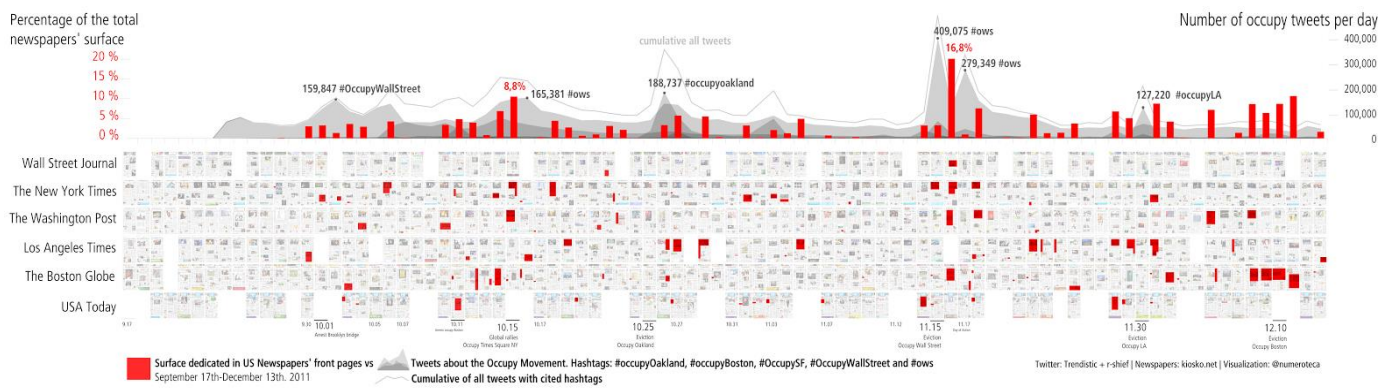 Percentage of the total
newspapers' surface
Number of occupy tweets per day
cumulative all tweets
409,075 #ows
400,000
20 %
16,8%
279,349 #ows
300,000
15 %
159,847 #OccupyWallStreet
8,8%
165,381 #ows
188,737 #occupyoakland
127,220 #occupyLA
200,000
10 %
100,000
5 %
0 %
0
Wall Street Journal
The New York Times
The Washington Post
Los Angeles Times
The Boston Globe
USA Today
9.17
9.30
10.01
10.05
10.07
10.15
10.17
10.25
10.27
10.31
11.03
11.07
11.12
11.15
11.17
11.30
12.10
Arrest Brooklyn Bridge
Global rallies
Occupy Times Square NY
Eviction
Occupy Oakland
Eviction
Occupy Wall Street
Eviction
Occupy LA
Eviction
Occupy Boston
Surface dedicated in US Newspapers' front pages vs
September 17th-December 13th. 2011
Tweets about the Occupy Movement. Hashtags: #occupyOakland, #occupyBoston, #OccupySF, #OccupyWallStreet and #ows
Cumulative of all tweets with cited hashtags
Twitter: Trendistic + r-shief | Newspapers: kiosko.net | Visualization: @numeroteca